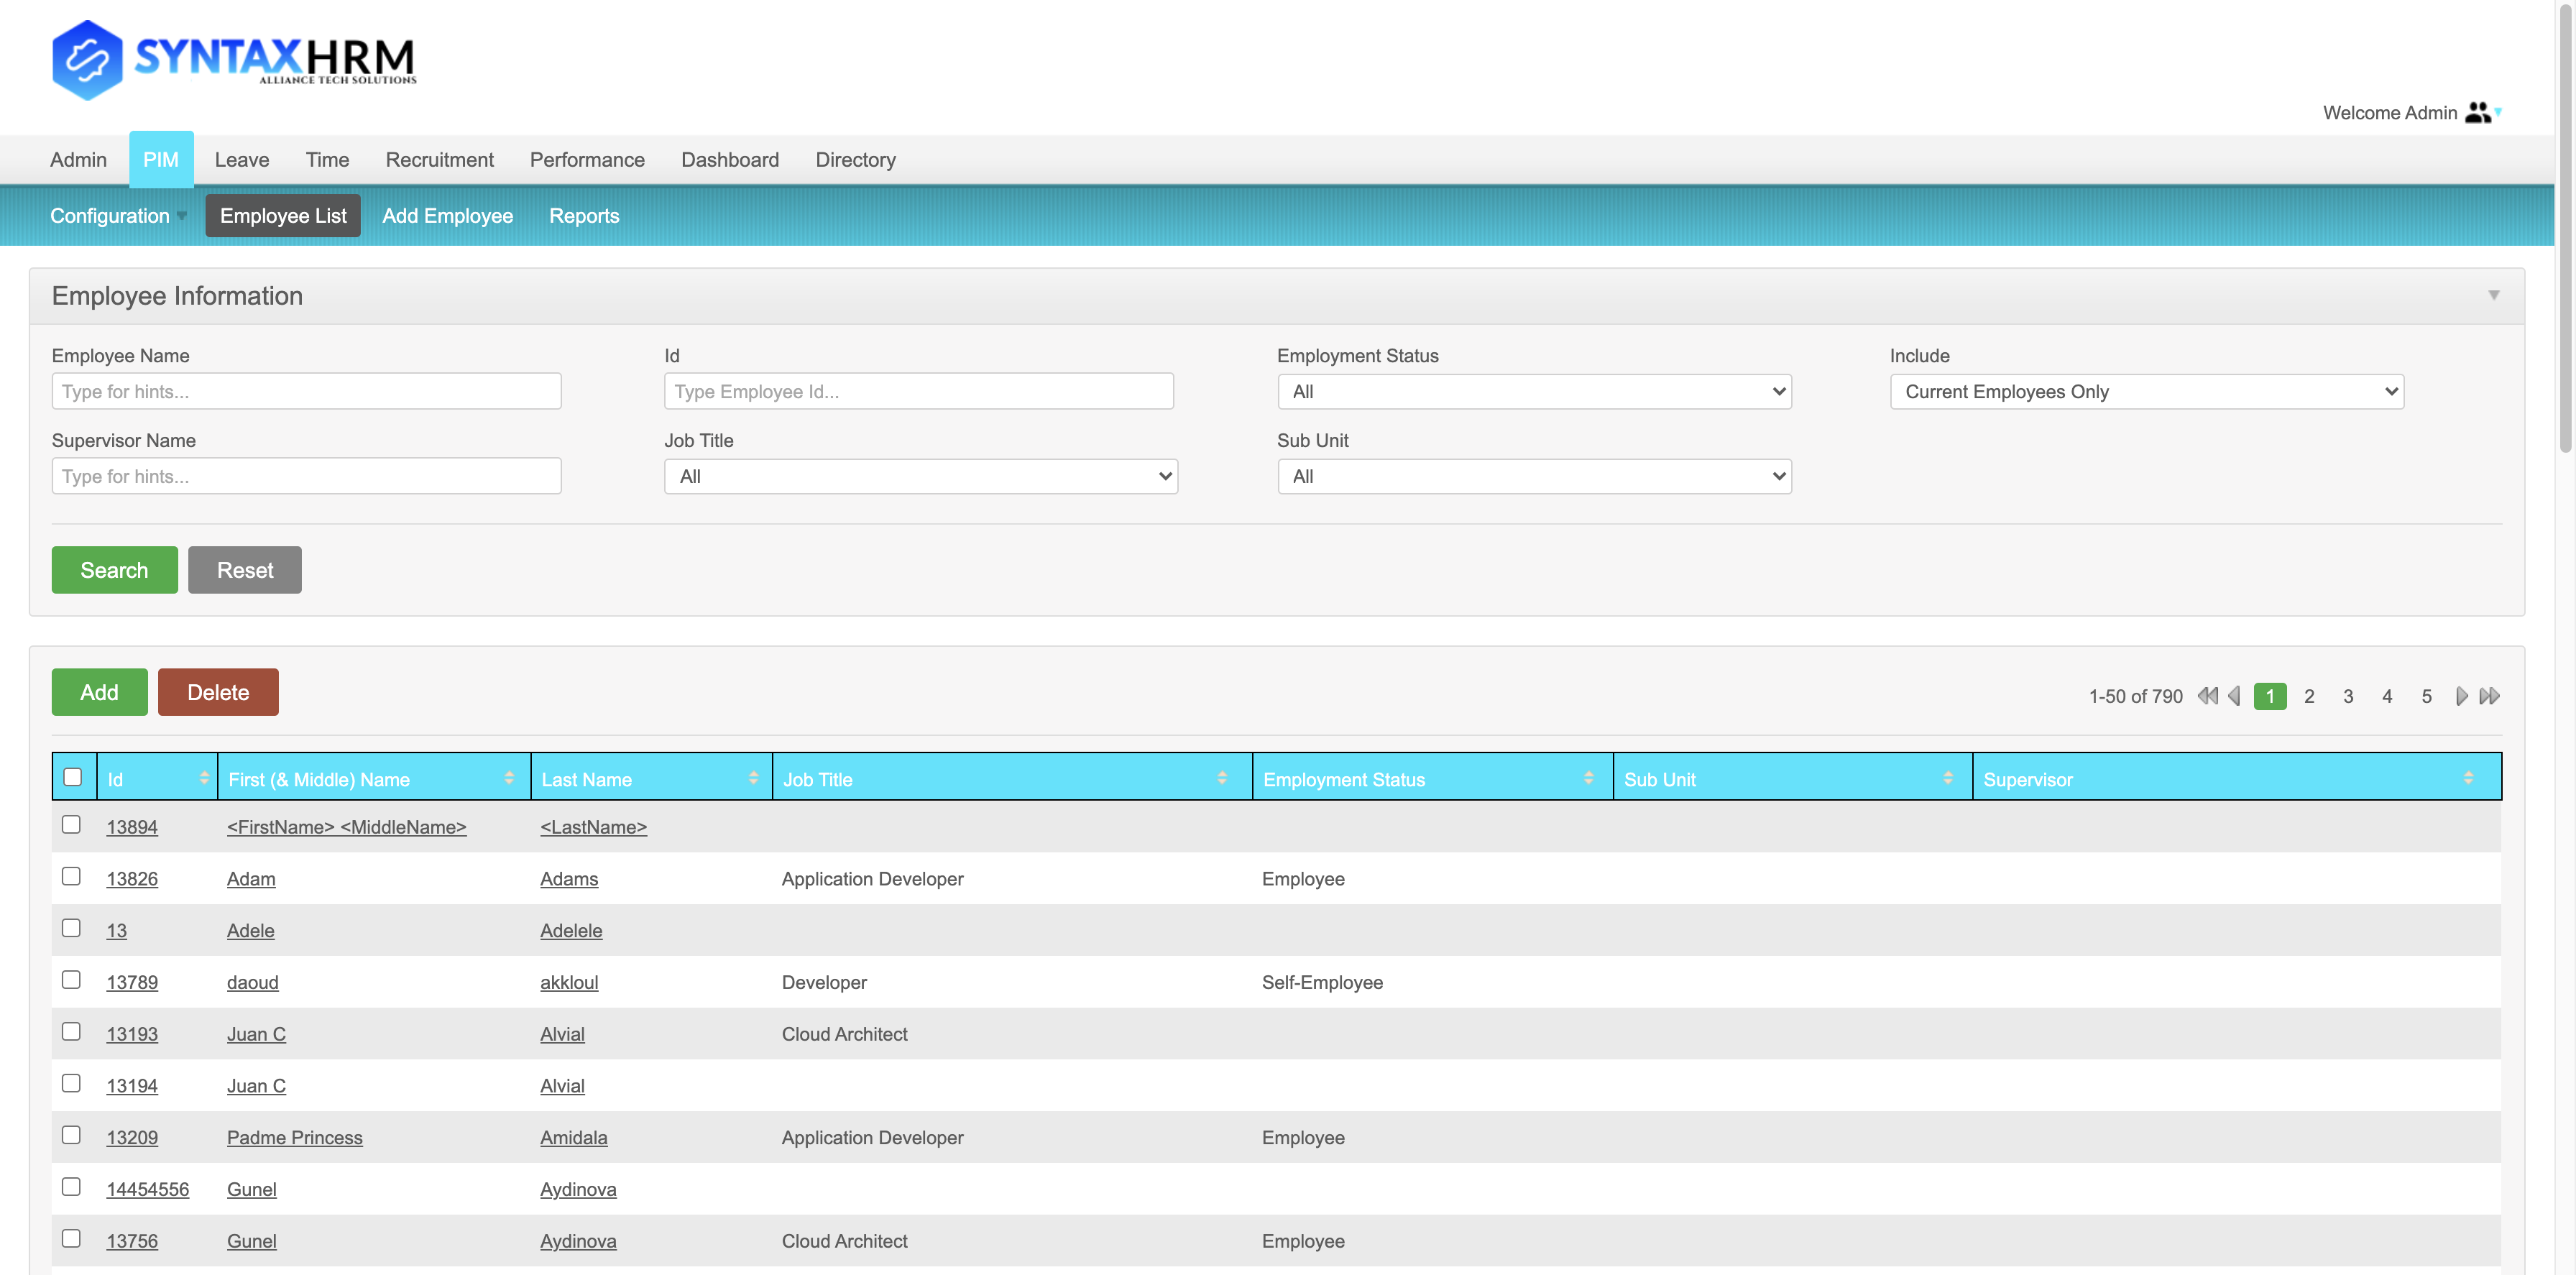 SYNTAXHRM
ALLIANCE TECH SOLUTIONS
Welcome Admin
Admin PIM Leave Time Recruitment Performance Dashboard Directory
Configuration Employee List Add Employee Reports
Employee Information
Employee Name Id Employment Status Include
Type for hints... Type Employee Id... All Current Employees Only
Supervisor Name Job Title Sub Unit
Type for hints... All All
Search Reset
Add Delete 1-50 of 790 1 2 3 4 5
Id First (& Middle) Name Last Name Job Title Employment Status Sub Unit Supervisor
13894 <FirstName> <MiddleName> <LastName>
13826 Adam Adams Application Developer Employee
13 Adele Adelele
13789 daoud akkloul Developer Self-Employee
13193 Juan C Alvial Cloud Architect
13194 Juan C Alvial
13209 Padme Princess Amidala Application Developer Employee
14454556 Gunel Aydinova
13756 Gunel Aydinova Cloud Architect Employee